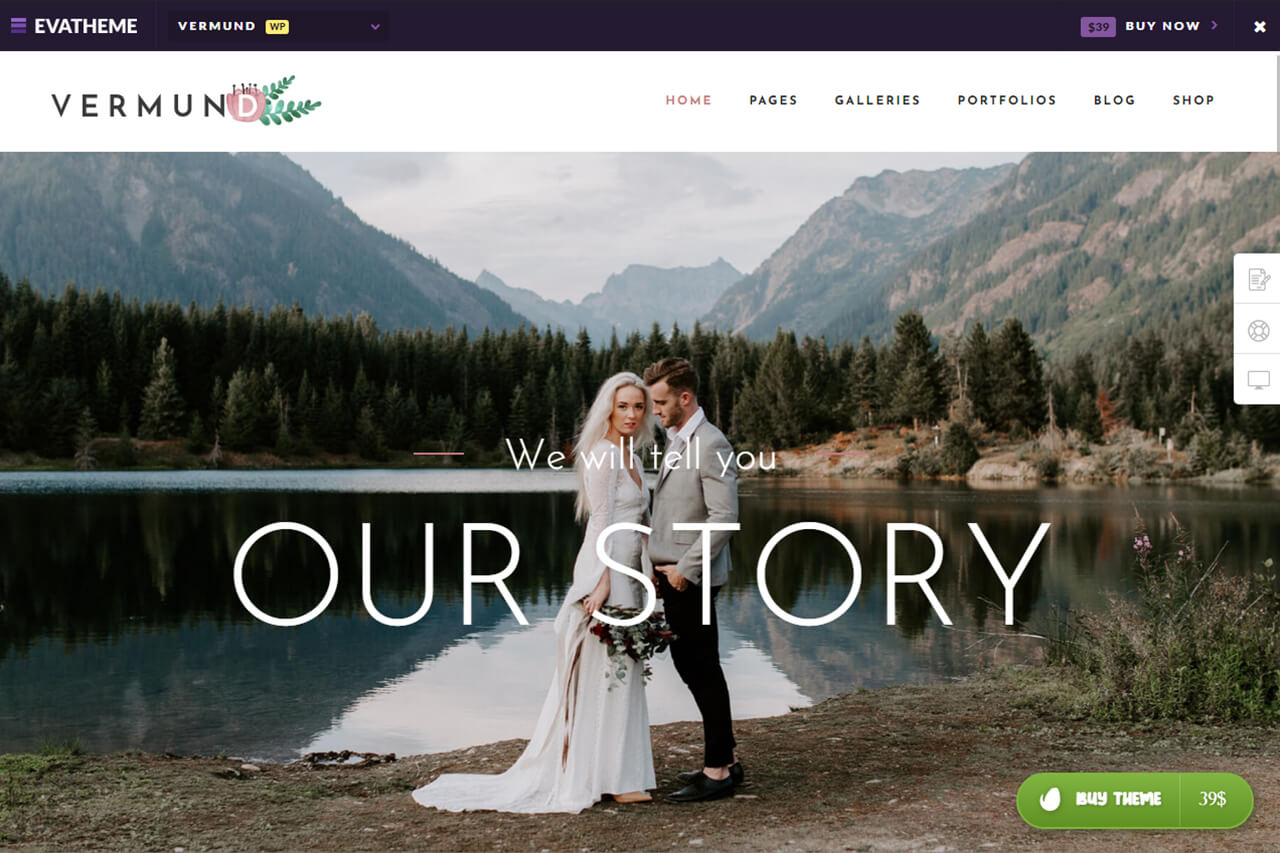 EVATHEME
VERMUND WP
$39 BUY NOW
VERMUND
HOME PAGES GALLERIES PORTFOLIOS BLOG SHOP
We will tell you
OUR STORY
BUY THEME 39$